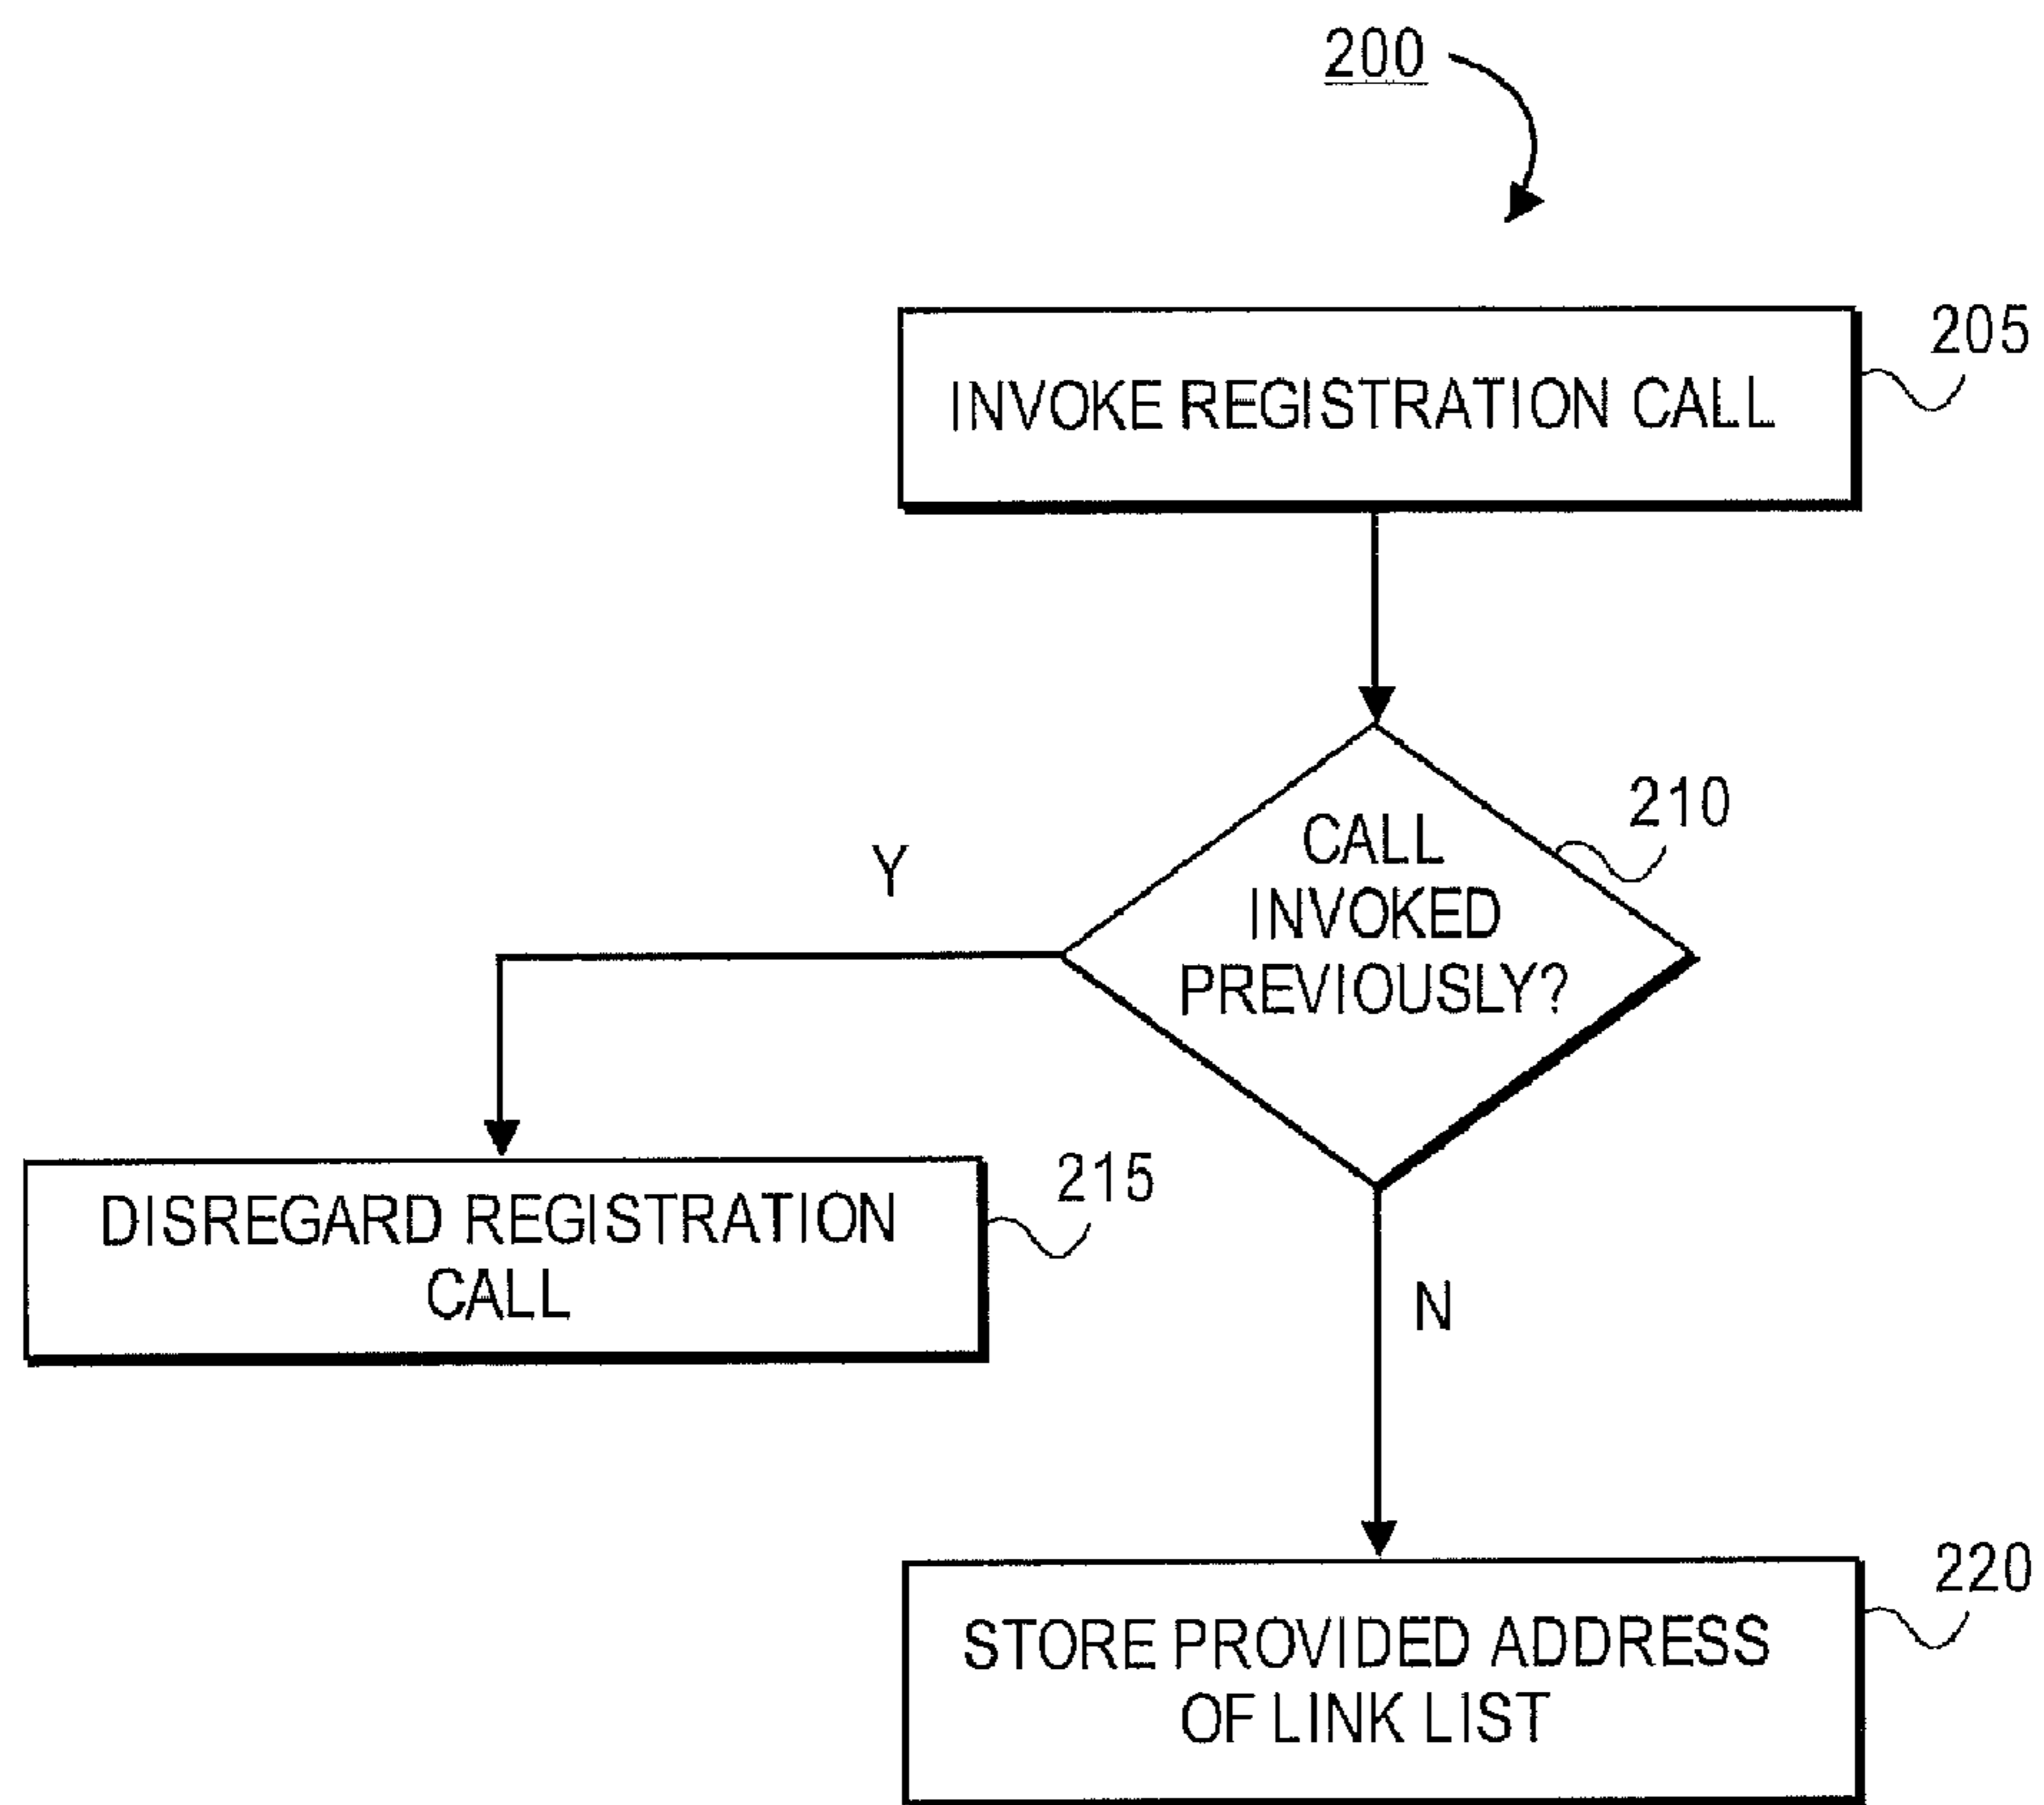 200
INVOKE REGISTRATION CALL
205
CALL
INVOKED
PREVIOUSLY?
210
Y
DISREGARD REGISTRATION
CALL
215
N
STORE PROVIDED ADDRESS
OF LINK LIST
220